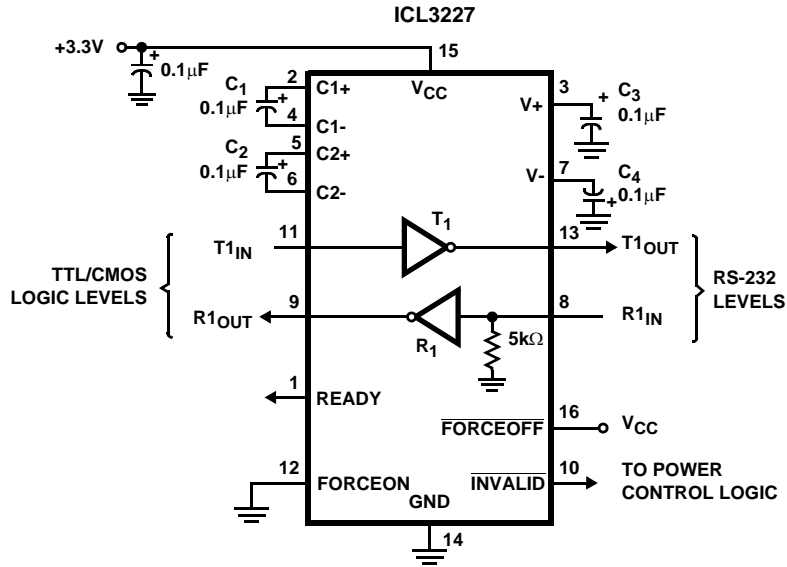 ICL3227
+3.3V
+
0.1µF
15
VCC
2
C1+
C1
0.1µF
+
4
C1-
5
C2+
C2
0.1µF
+
6
C2-
3
V+
+
C3
0.1µF
7
V-
C4
0.1µF
+
TTL/CMOS
LOGIC LEVELS
T1IN
11
T1
13
T1OUT
R1OUT
9
R1
5kΩ
8
R1IN
RS-232
LEVELS
1
READY
FORCEOFF
16
VCC
12
FORCEON
INVALID
10
TO POWER
CONTROL LOGIC
GND
14